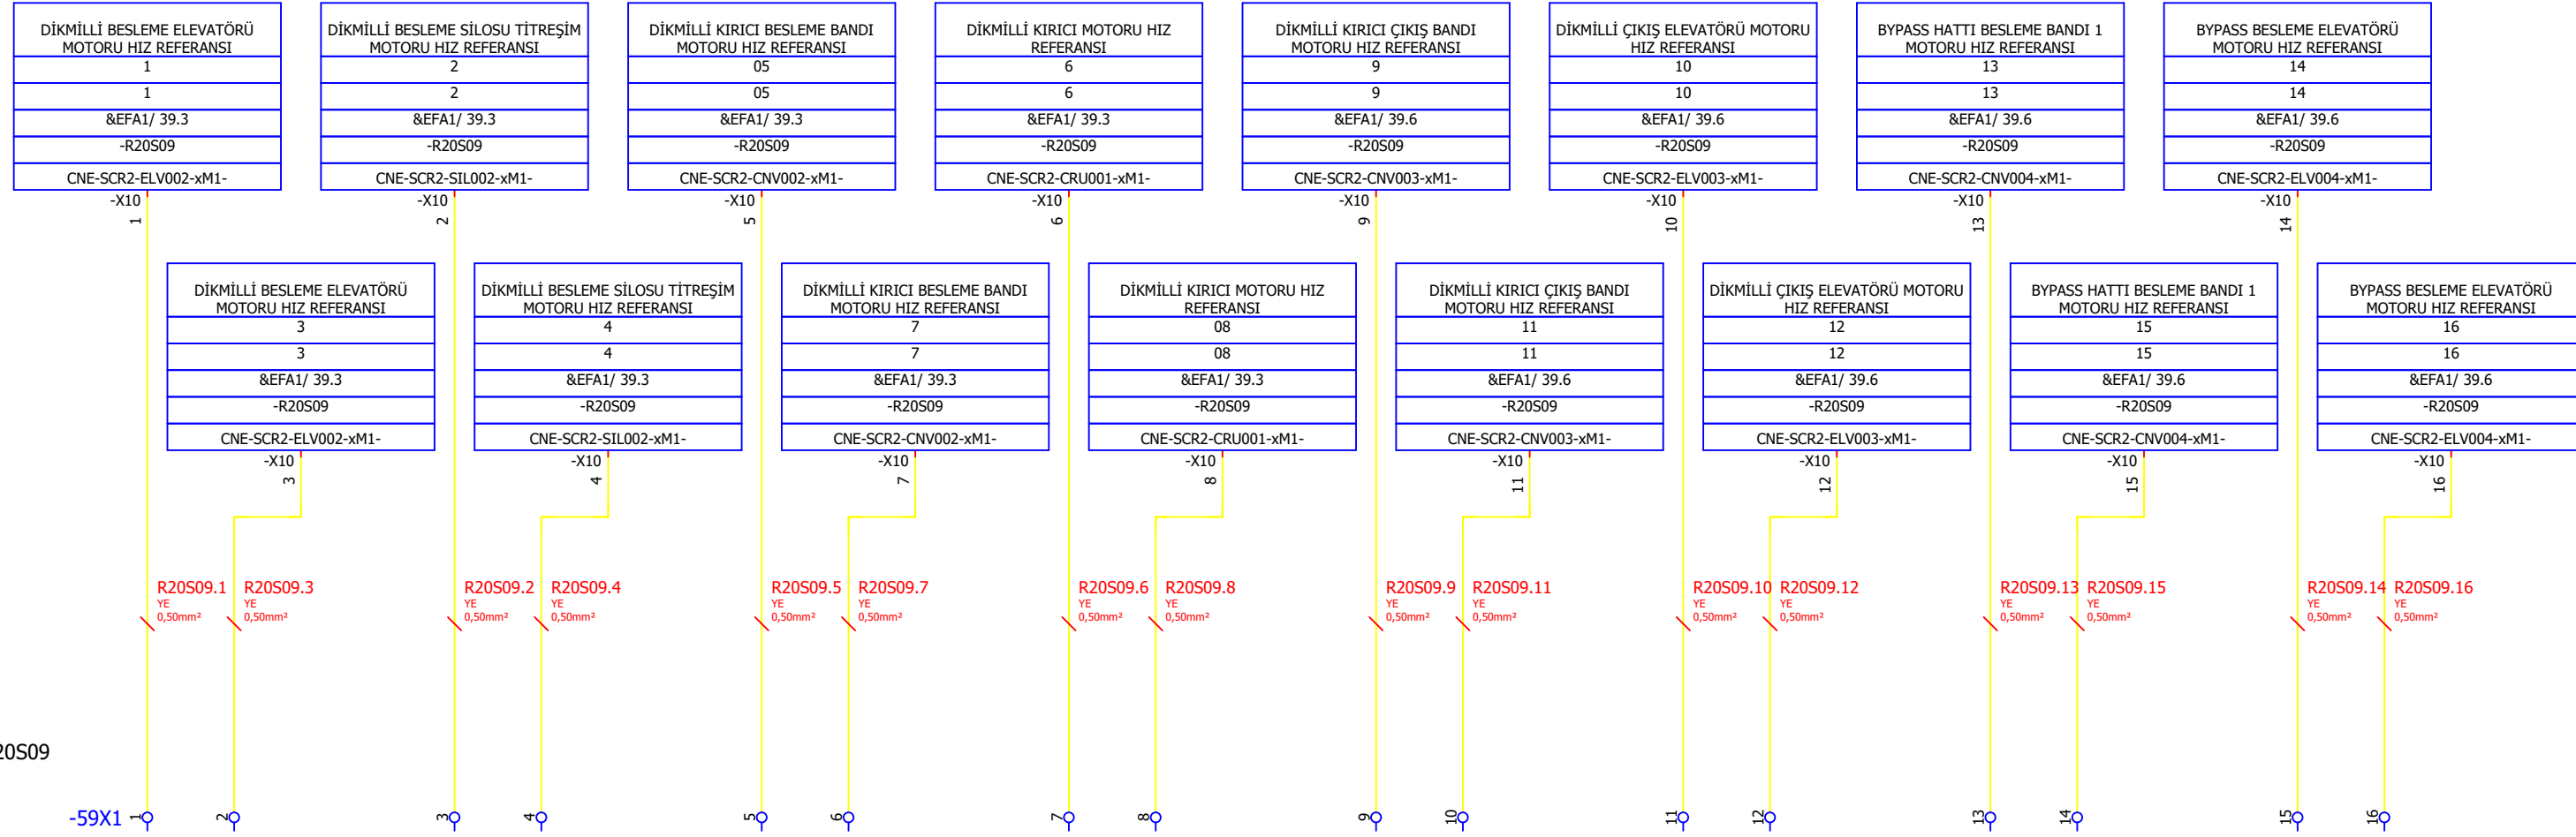 DİKMİLLİ BESLEME ELEVATÖRÜ
MOTORU HIZ REFERANSI
1
1
&EFA1/ 39.3
-R20S09
CNE-SCR2-ELV002-xM1-
-X10
1
DİKMİLLİ BESLEME SİLOSU TİTREŞİM
MOTORU HIZ REFERANSI
2
2
&EFA1/ 39.3
-R20S09
CNE-SCR2-SIL002-xM1-
-X10
2
DİKMİLLİ KIRICI BESLEME BANDI
MOTORU HIZ REFERANSI
05
05
&EFA1/ 39.3
-R20S09
CNE-SCR2-CNV002-xM1-
-X10
5
DİKMİLLİ KIRICI MOTORU HIZ
REFERANSI
6
6
&EFA1/ 39.3
-R20S09
CNE-SCR2-CRU001-xM1-
-X10
6
DİKMİLLİ KIRICI ÇIKIŞ BANDI
MOTORU HIZ REFERANSI
9
9
&EFA1/ 39.6
-R20S09
CNE-SCR2-CNV003-xM1-
-X10
9
DİKMİLLİ ÇIKIŞ ELEVATÖRÜ MOTORU
HIZ REFERANSI
10
10
&EFA1/ 39.6
-R20S09
CNE-SCR2-ELV003-xM1-
-X10
10
BYPASS HATTI BESLEME BANDI 1
MOTORU HIZ REFERANSI
13
13
&EFA1/ 39.6
-R20S09
CNE-SCR2-CNV004-xM1-
-X10
13
BYPASS BESLEME ELEVATÖRÜ
MOTORU HIZ REFERANSI
14
14
&EFA1/ 39.6
-R20S09
CNE-SCR2-ELV004-xM1-
-X10
14
DİKMİLLİ BESLEME ELEVATÖRÜ
MOTORU HIZ REFERANSI
3
3
&EFA1/ 39.3
-R20S09
CNE-SCR2-ELV002-xM1-
-X10
3
DİKMİLLİ BESLEME SİLOSU TİTREŞİM
MOTORU HIZ REFERANSI
4
4
&EFA1/ 39.3
-R20S09
CNE-SCR2-SIL002-xM1-
-X10
4
DİKMİLLİ KIRICI BESLEME BANDI
MOTORU HIZ REFERANSI
7
7
&EFA1/ 39.3
-R20S09
CNE-SCR2-CNV002-xM1-
-X10
7
DİKMİLLİ KIRICI MOTORU HIZ
REFERANSI
08
08
&EFA1/ 39.3
-R20S09
CNE-SCR2-CRU001-xM1-
-X10
8
DİKMİLLİ KIRICI ÇIKIŞ BANDI
MOTORU HIZ REFERANSI
11
11
&EFA1/ 39.6
-R20S09
CNE-SCR2-CNV003-xM1-
-X10
11
DİKMİLLİ ÇIKIŞ ELEVATÖRÜ MOTORU
HIZ REFERANSI
12
12
&EFA1/ 39.6
-R20S09
CNE-SCR2-ELV003-xM1-
-X10
12
BYPASS HATTI BESLEME BANDI 1
MOTORU HIZ REFERANSI
15
15
&EFA1/ 39.6
-R20S09
CNE-SCR2-CNV004-xM1-
-X10
15
BYPASS BESLEME ELEVATÖRÜ
MOTORU HIZ REFERANSI
16
16
&EFA1/ 39.6
-R20S09
CNE-SCR2-ELV004-xM1-
-X10
16
R20S09.1
YE
0,50mm²
R20S09.3
YE
0,50mm²
R20S09.2
YE
0,50mm²
R20S09.4
YE
0,50mm²
R20S09.5
YE
0,50mm²
R20S09.7
YE
0,50mm²
R20S09.6
YE
0,50mm²
R20S09.8
YE
0,50mm²
R20S09.9
YE
0,50mm²
R20S09.11
YE
0,50mm²
R20S09.10
YE
0,50mm²
R20S09.12
YE
0,50mm²
R20S09.13
YE
0,50mm²
R20S09.15
YE
0,50mm²
R20S09.14
YE
0,50mm²
R20S09.16
YE
0,50mm²
20S09
-59X1 1 2 3 4 5 6 7 8 9 10 11 12 13 14 15 16